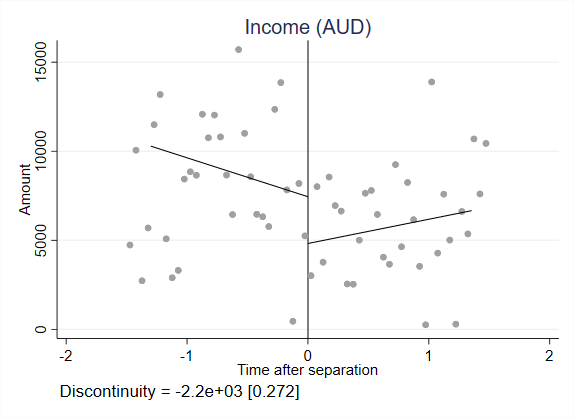 Income (AUD)
15000
10000
5000
0
Amount
-2
-1
0
1
2
Time after separation
Discontinuity = -2.2e+03 [0.272]